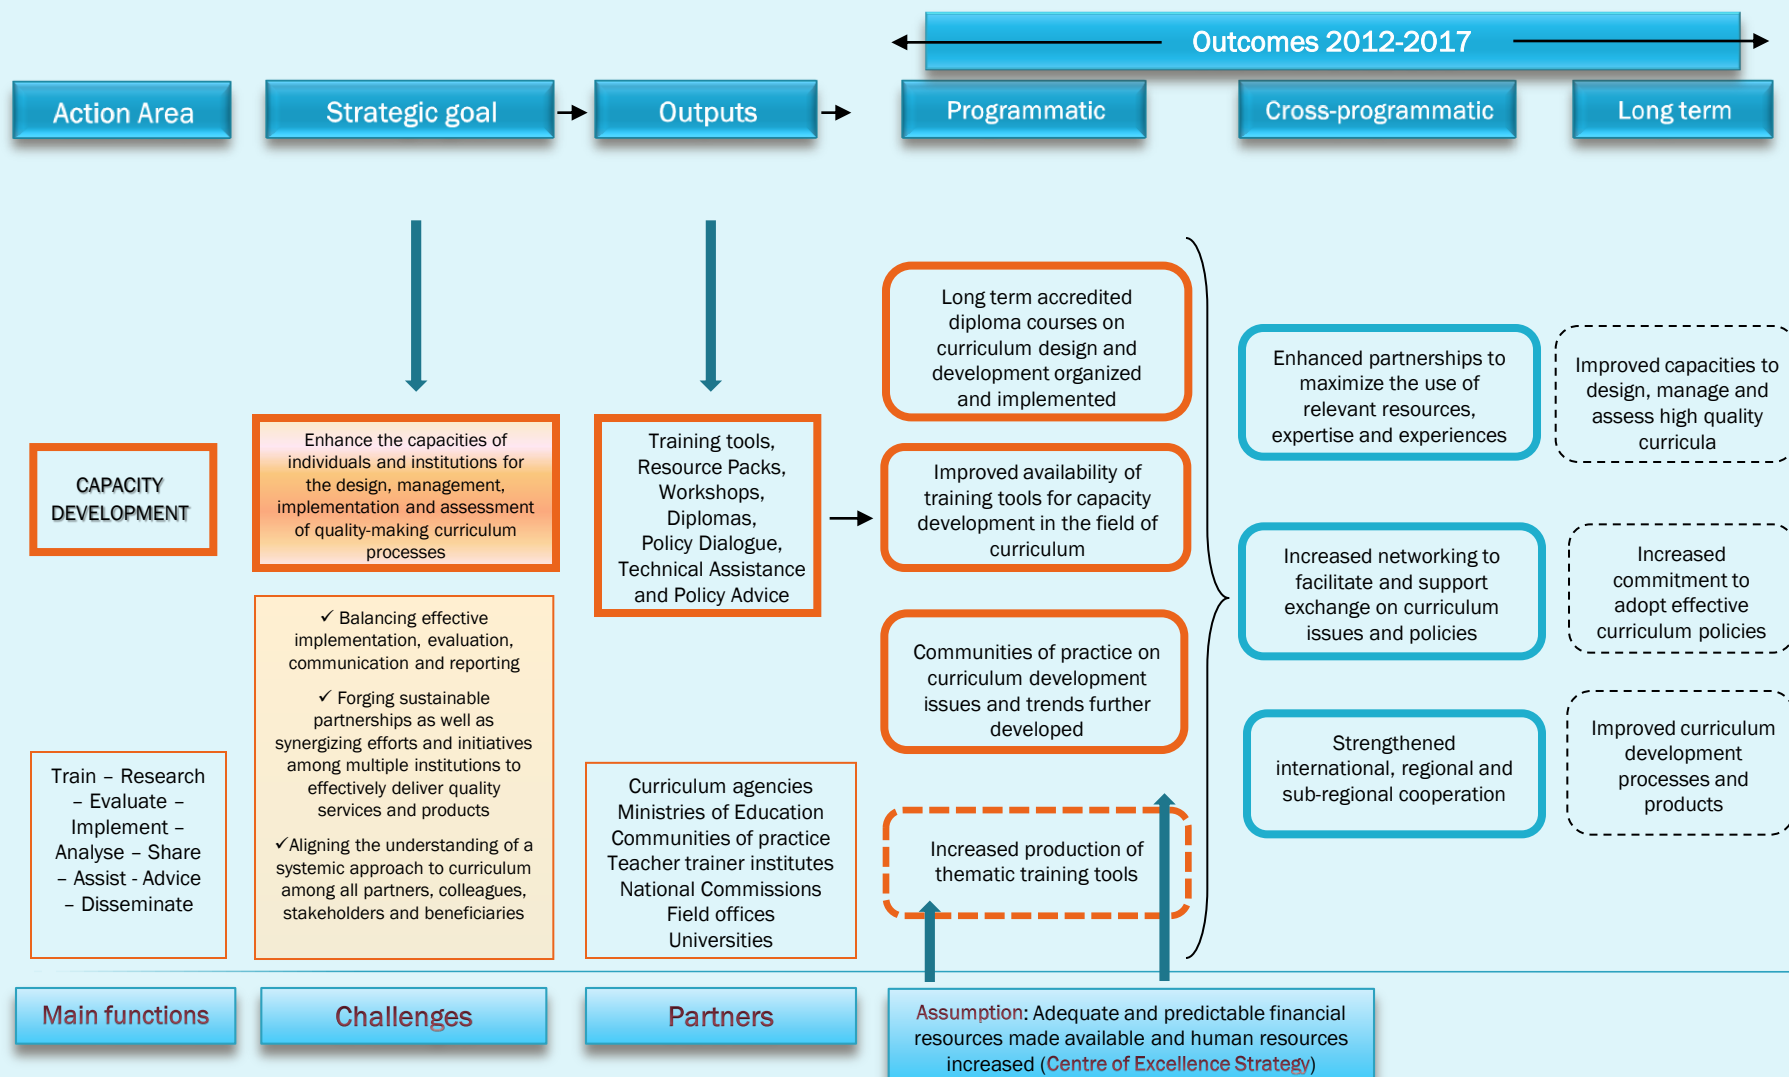 Outcomes 2012-2017
Action Area
Strategic goal
Outputs
Programmatic
Cross-programmatic
Long term
CAPACITY
DEVELOPMENT
Enhance the capacities of
individuals and institutions for
the design, management,
implementation and assessment
of quality-making curriculum
processes
Training tools,
Resource Packs,
Workshops,
Diplomas,
Policy Dialogue,
Technical Assistance
and Policy Advice
Long term accredited
diploma courses on
curriculum design and
development organized
and implemented
Improved availability of
training tools for capacity
development in the field of
curriculum
Communities of practice on
curriculum development
issues and trends further
developed
Increased production of
thematic training tools
Enhanced partnerships to
maximize the use of
relevant resources,
expertise and experiences
Increased networking to
facilitate and support
exchange on curriculum
issues and policies
Strengthened
international, regional and
sub-regional cooperation
Improved capacities to
design, manage and
assess high quality
curricula
Increased
commitment to
adopt effective
curriculum policies
Improved curriculum
development
processes and
products
Train – Research
– Evaluate –
Implement –
Analyse – Share
– Assist - Advice
– Disseminate
✓ Balancing effective
implementation, evaluation,
communication and reporting
✓ Forging sustainable
partnerships as well as
synergizing efforts and initiatives
among multiple institutions to
effectively deliver quality
services and products
✓Aligning the understanding of a
systemic approach to curriculum
among all partners, colleagues,
stakeholders and beneficiaries
Curriculum agencies
Ministries of Education
Communities of practice
Teacher trainer institutes
National Commissions
Field offices
Universities
Main functions
Challenges
Partners
Assumption: Adequate and predictable financial
resources made available and human resources
increased (Centre of Excellence Strategy)